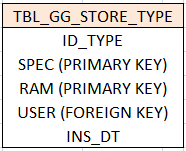 TBL_GG_STORE_TYPE
ID_TYPE
SPEC (PRIMARY KEY)
RAM (PRIMARY KEY)
USER (FOREIGN KEY)
INS_DT